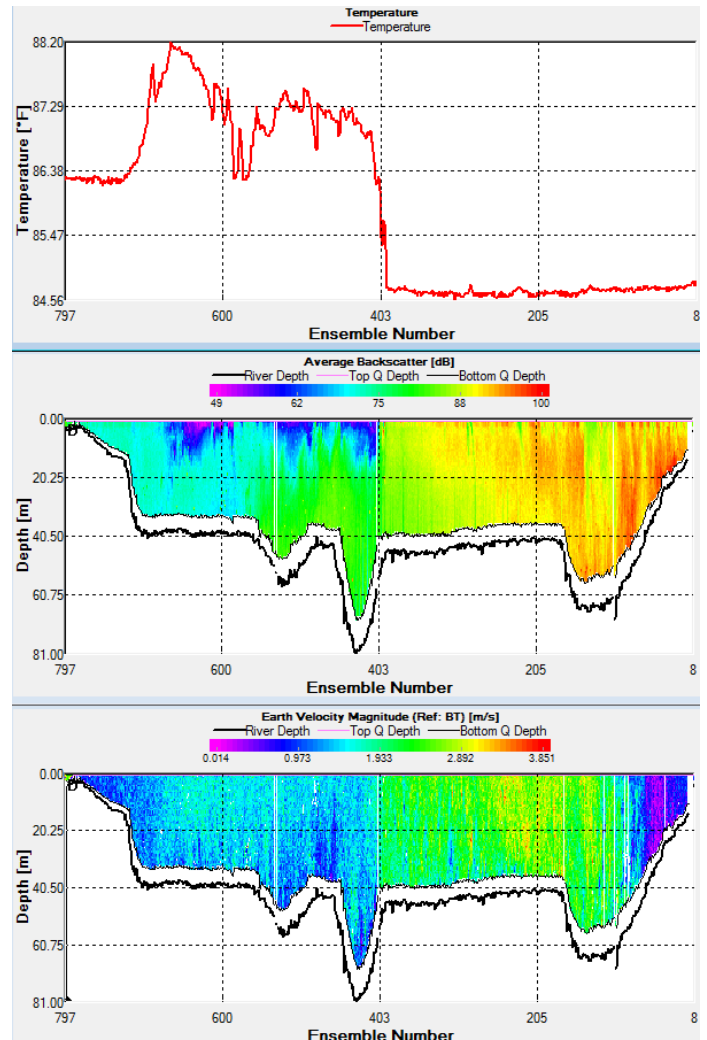 Temperature
Temperature
88.20
87.29
86.38
85.47
84.56
Temperature [°F]
797 600 403 205 8
Ensemble Number
Average Backscatter [dB]
River Depth Top Q Depth Bottom Q Depth
49 62 75 88 100
0.00
20.25
40.50
60.75
81.00
Depth [m]
797 600 403 205 8
Ensemble Number
Earth Velocity Magnitude (Ref: BT) [m/s]
River Depth Top Q Depth Bottom Q Depth
0.014 0.973 1.933 2.892 3.851
0.00
20.25
40.50
60.75
81.00
Depth [m]
797 600 403 205 8
Ensemble Number